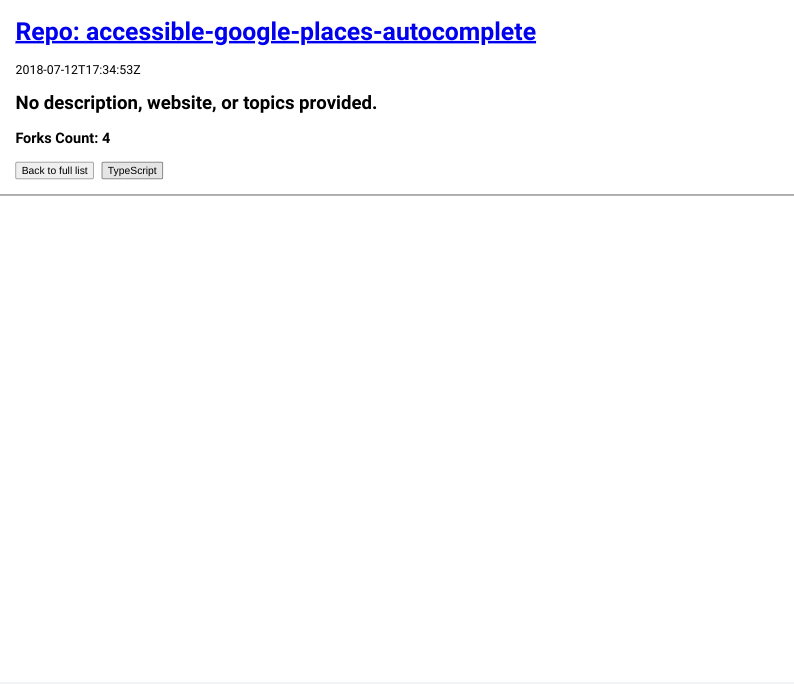 Repo: accessible-google-places-autocomplete
2018-07-12T17:34:53Z
No description, website, or topics provided.
Forks Count: 4
Back to full list TypeScript